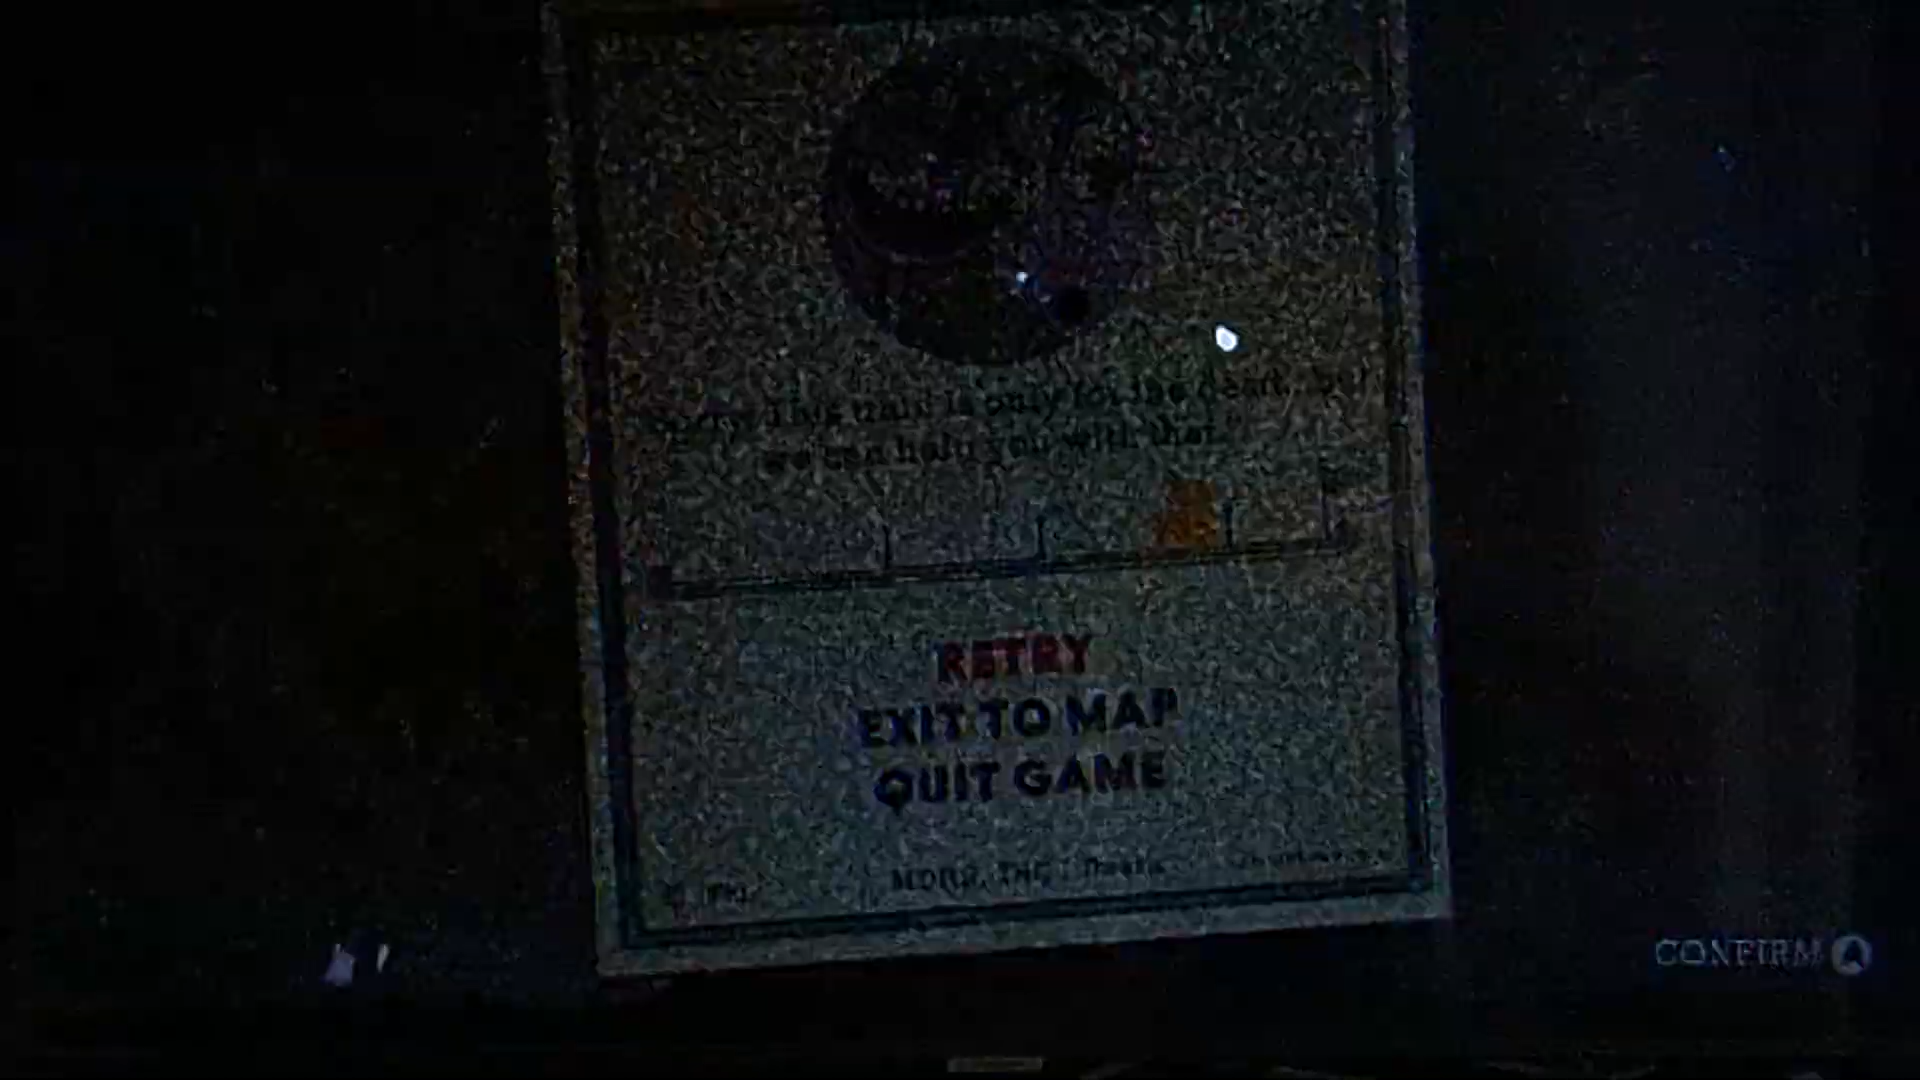 This train is only for the dead, but
we can help you with that."
RETRY
EXIT TO MAP
QUIT GAME
CONFIRM A